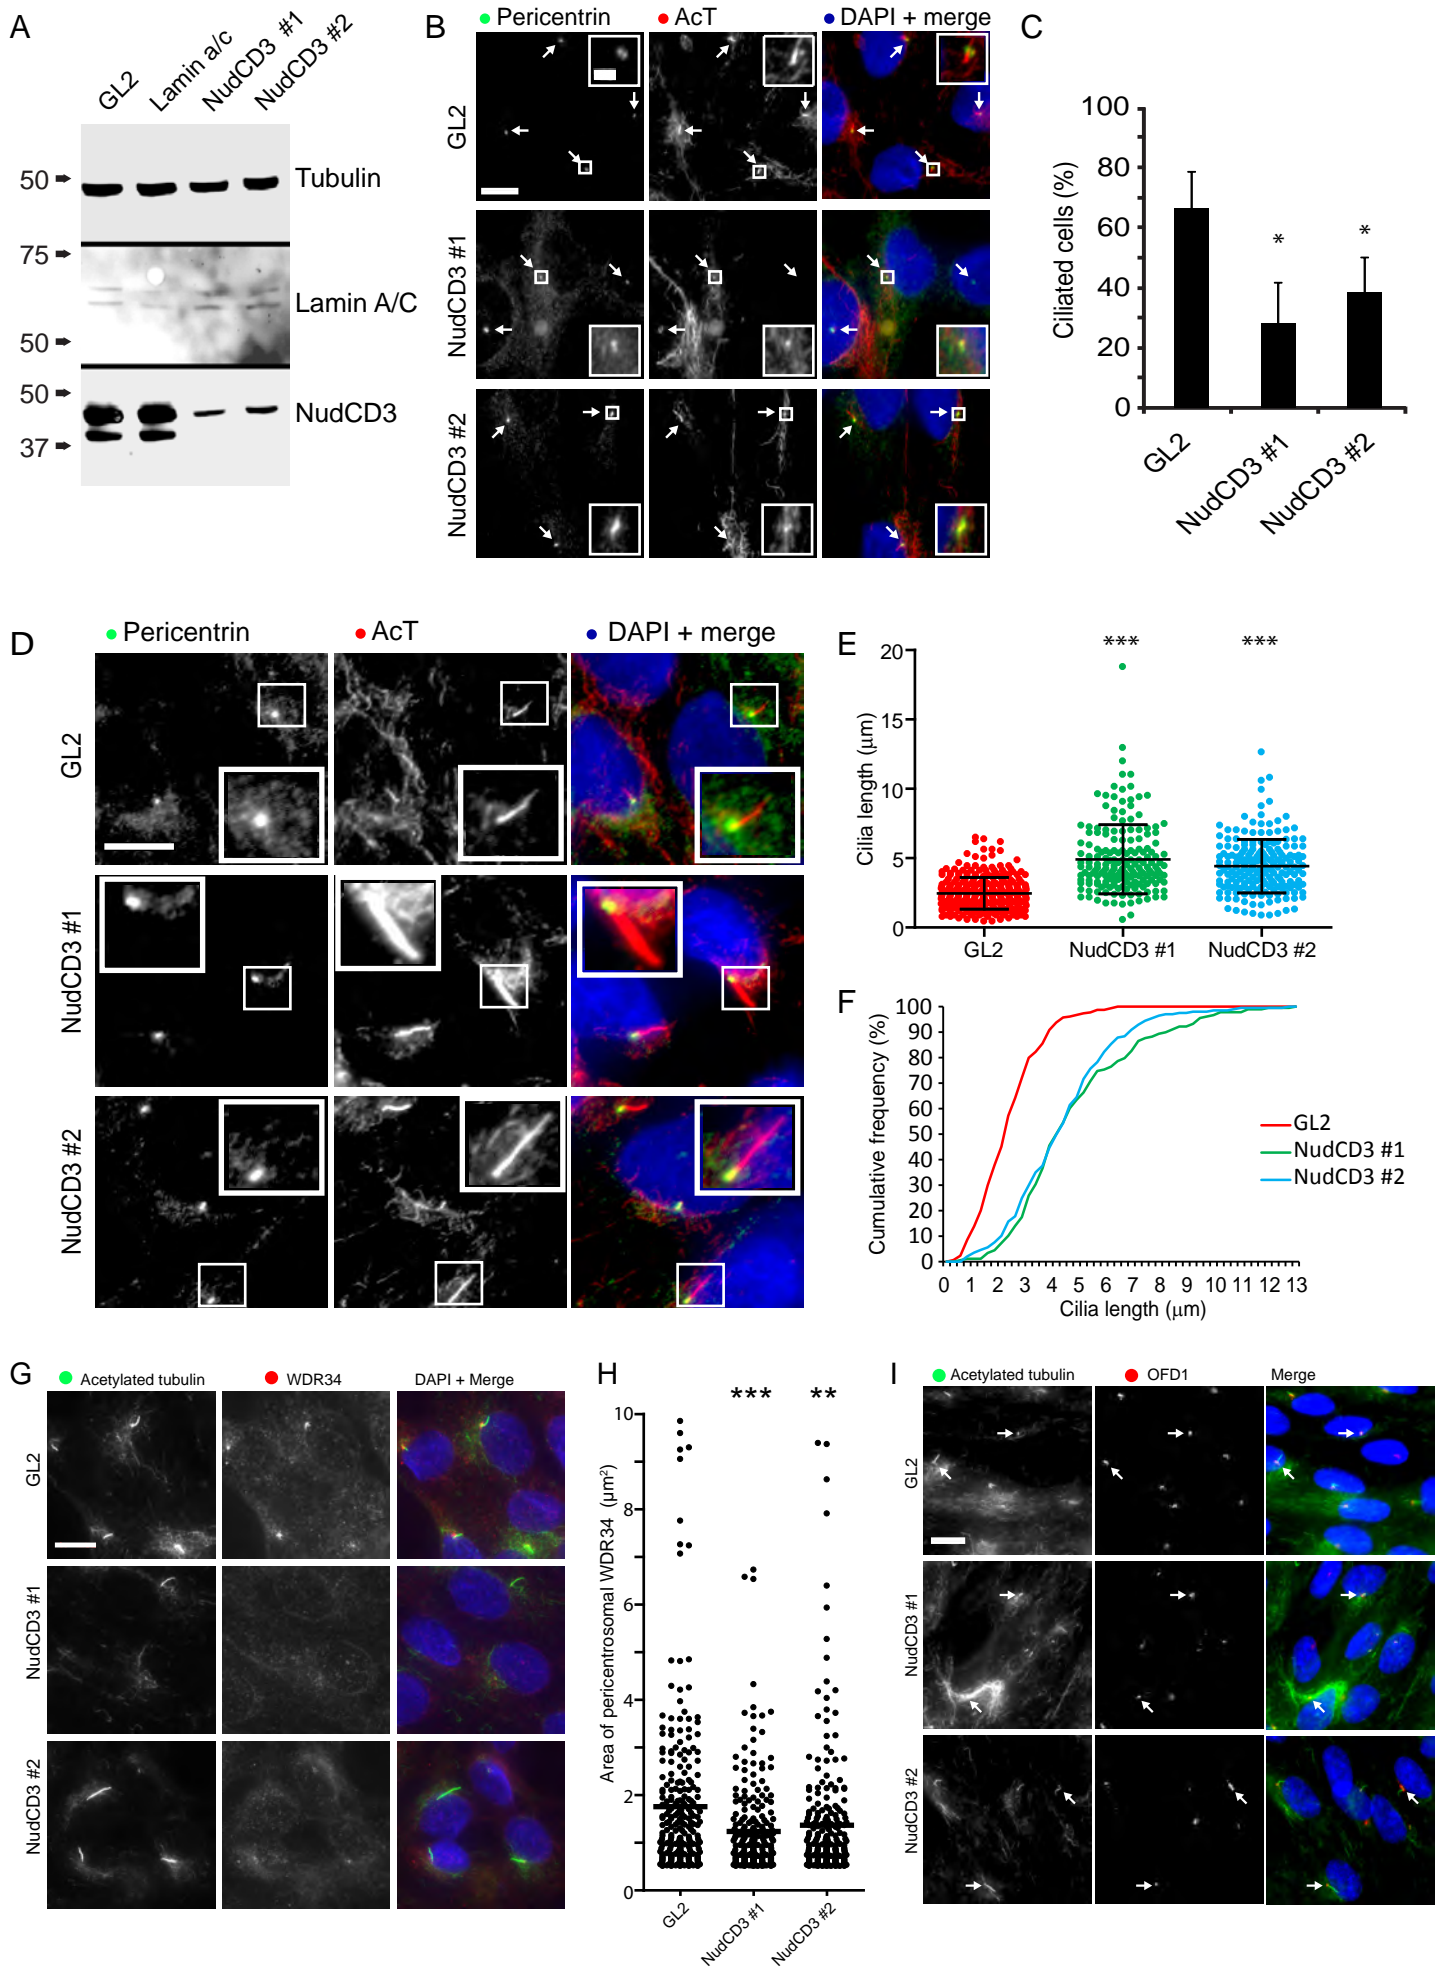 A
GL2
Lamin a/c
NudCD3 #1
NudCD3 #2
50
Tubulin
75
Lamin A/C
50
50
NudCD3
37
B
Pericentrin
AcT
DAPI + merge
GL2
NudCD3 #1
NudCD3 #2
C
Ciliated cells (%)
100
80
60
40
20
0
*
*
GL2
NudCD3 #1
NudCD3 #2
D
Pericentrin
AcT
DAPI + merge
GL2
NudCD3 #1
NudCD3 #2
E
Cilia length (μm)
20
15
10
5
0
***
***
GL2
NudCD3 #1
NudCD3 #2
F
Cumulative frequency (%)
100
90
80
70
60
50
40
30
20
10
0
0 1 2 3 4 5 6 7 8 9 10 11 12 13
Cilia length (μm)
GL2
NudCD3 #1
NudCD3 #2
G
Acetylated tubulin
WDR34
DAPI + Merge
GL2
NudCD3 #1
NudCD3 #2
H
Area of pericentrosomal WDR34 (μm²)
10
8
6
4
2
0
***
**
GL2
NudCD3 #1
NudCD3 #2
I
Acetylated tubulin
OFD1
Merge
GL2
NudCD3 #1
NudCD3 #2